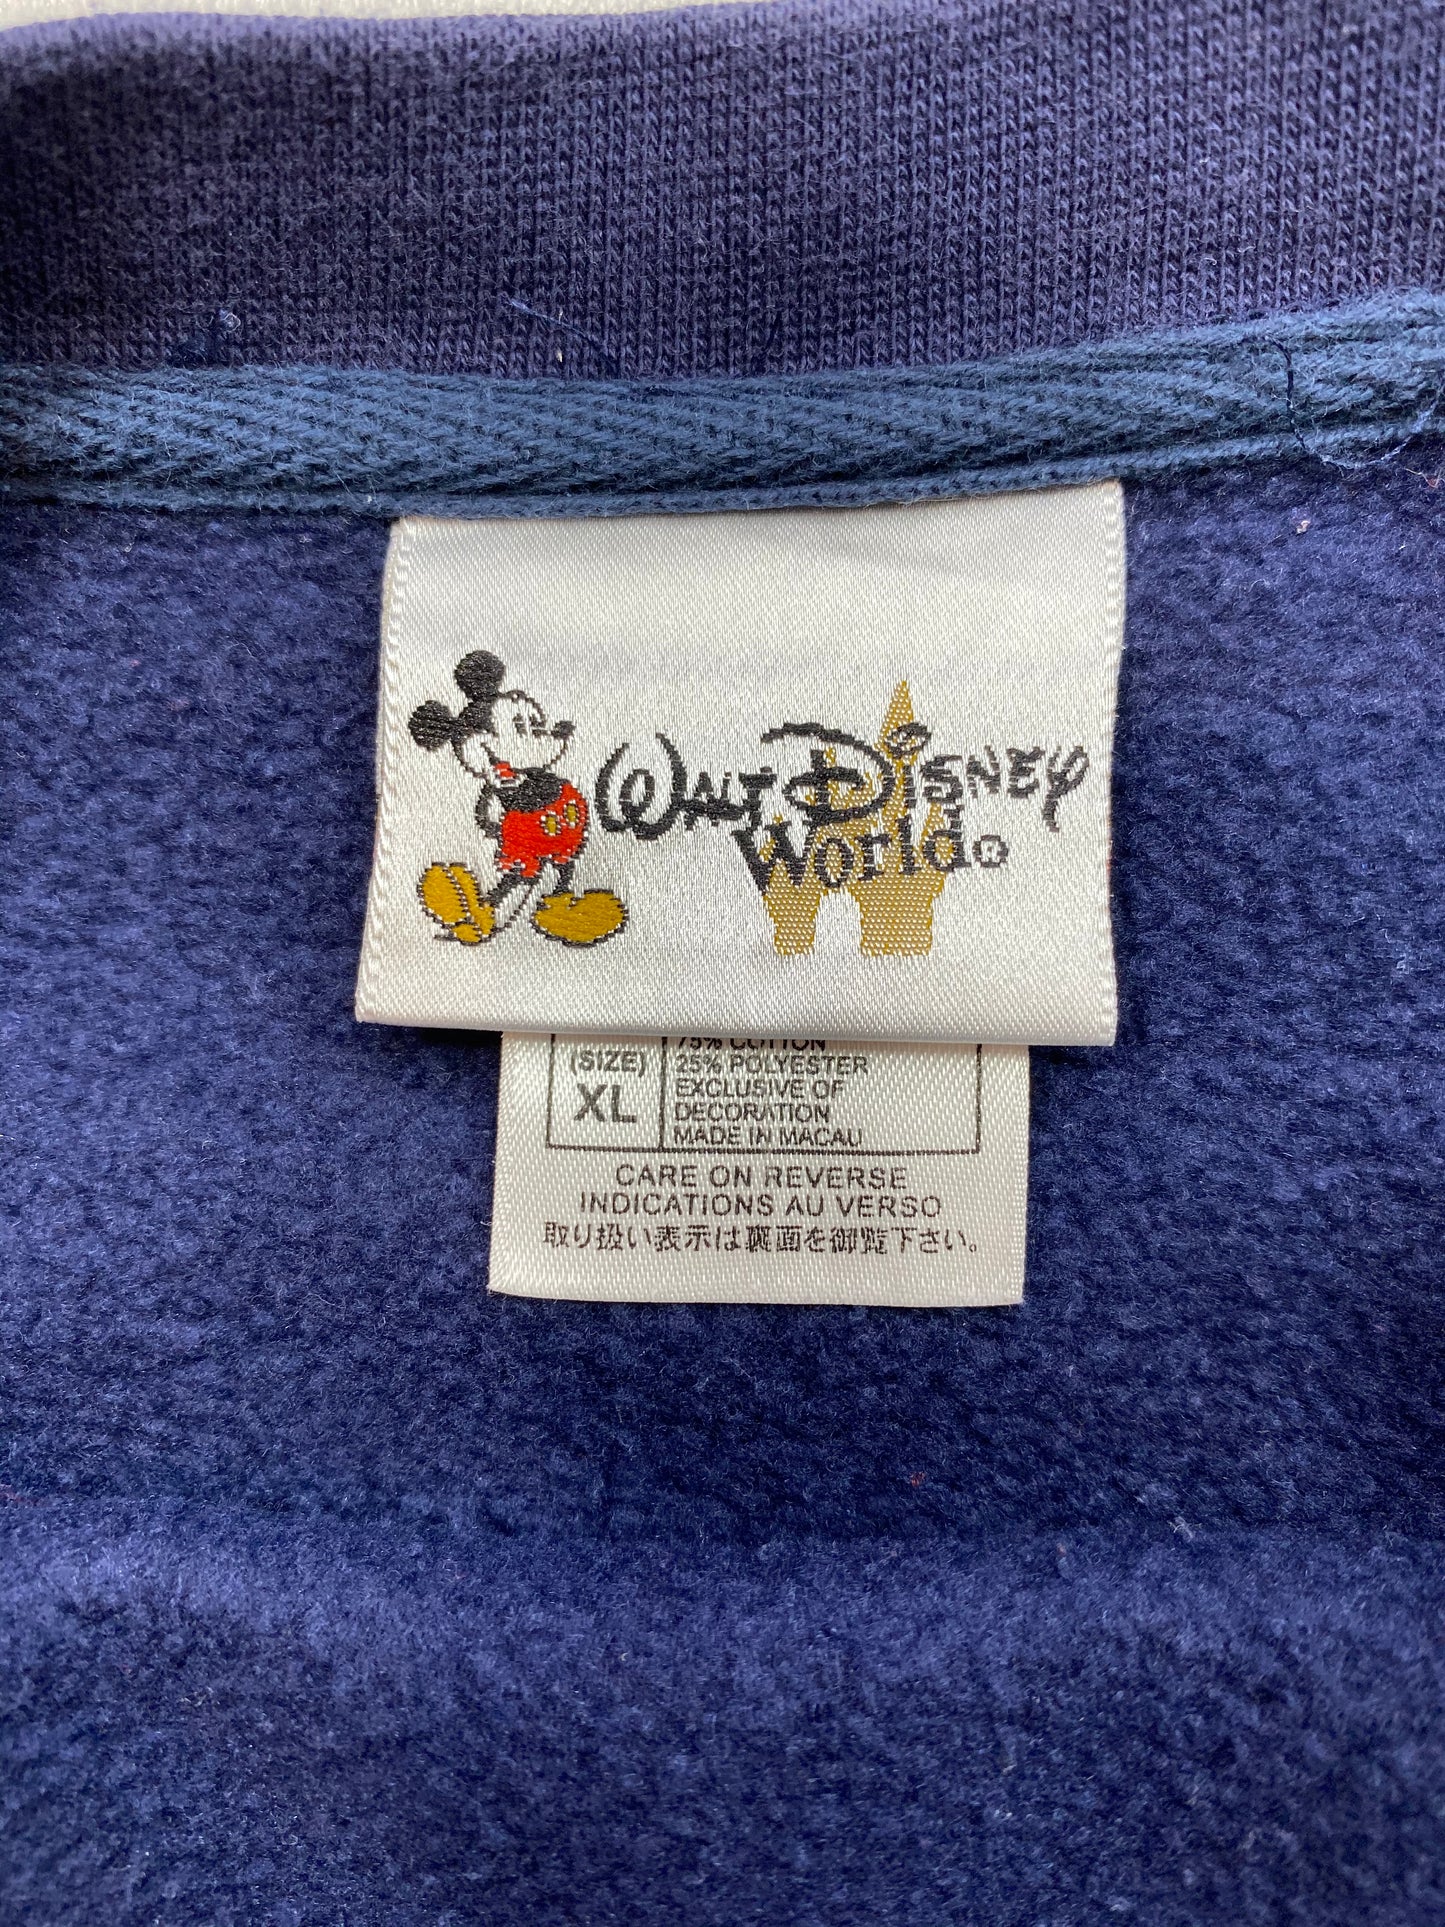 Walt Disney
World®
(SIZE)
XL
75% COTTON
25% POLYESTER
EXCLUSIVE OF
DECORATION
MADE IN MACAU
CARE ON REVERSE
INDICATIONS AU VERSO
取り扱い表示は裏面を御覧下さい。